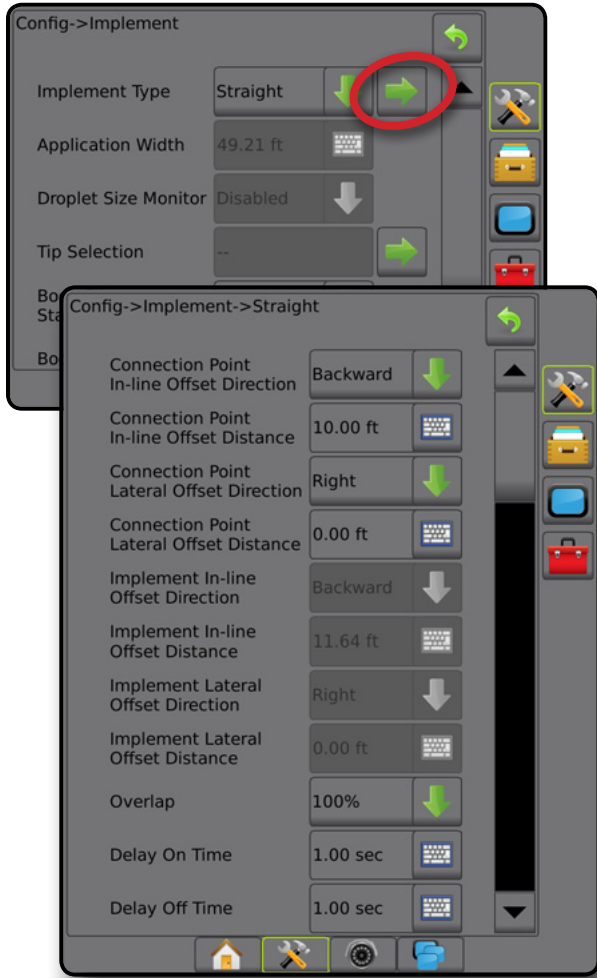 Config->Implement
Implement Type Straight
Application Width 49.21 ft
Droplet Size Monitor Disabled
Tip Selection --
Bo
Sta
Bo
Config->Implement->Straight
Connection Point
In-line Offset Direction Backward
Connection Point
In-line Offset Distance 10.00 ft
Connection Point
Lateral Offset Direction Right
Connection Point
Lateral Offset Distance 0.00 ft
Implement In-line
Offset Direction Backward
Implement In-line
Offset Distance 11.64 ft
Implement Lateral
Offset Direction Right
Implement Lateral
Offset Distance 0.00 ft
Overlap 100%
Delay On Time 1.00 sec
Delay Off Time 1.00 sec